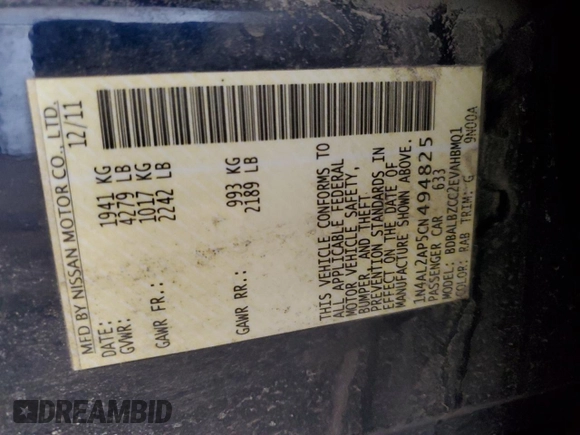 MFD BY NISSAN MOTOR CO., LTD.
DATE: 12/11
GVWR: 1941 KG
4279 LB
GAWR FR.: 1017 KG
2242 LB
GAWR RR.: 993 KG
2189 LB
THIS VEHICLE CONFORMS TO
ALL APPLICABLE FEDERAL
MOTOR VEHICLE SAFETY,
BUMPER, AND THEFT
PREVENTION STANDARDS IN
EFFECT ON THE DATE OF
MANUFACTURE SHOWN ABOVE.
1N4AL2AP5CN494825
PASSENGER CAR 633
MODEL: BDBALBZCC2EVAHBMQ1
COLOR: RAB TRIM: G 9N00A
DREAMBID